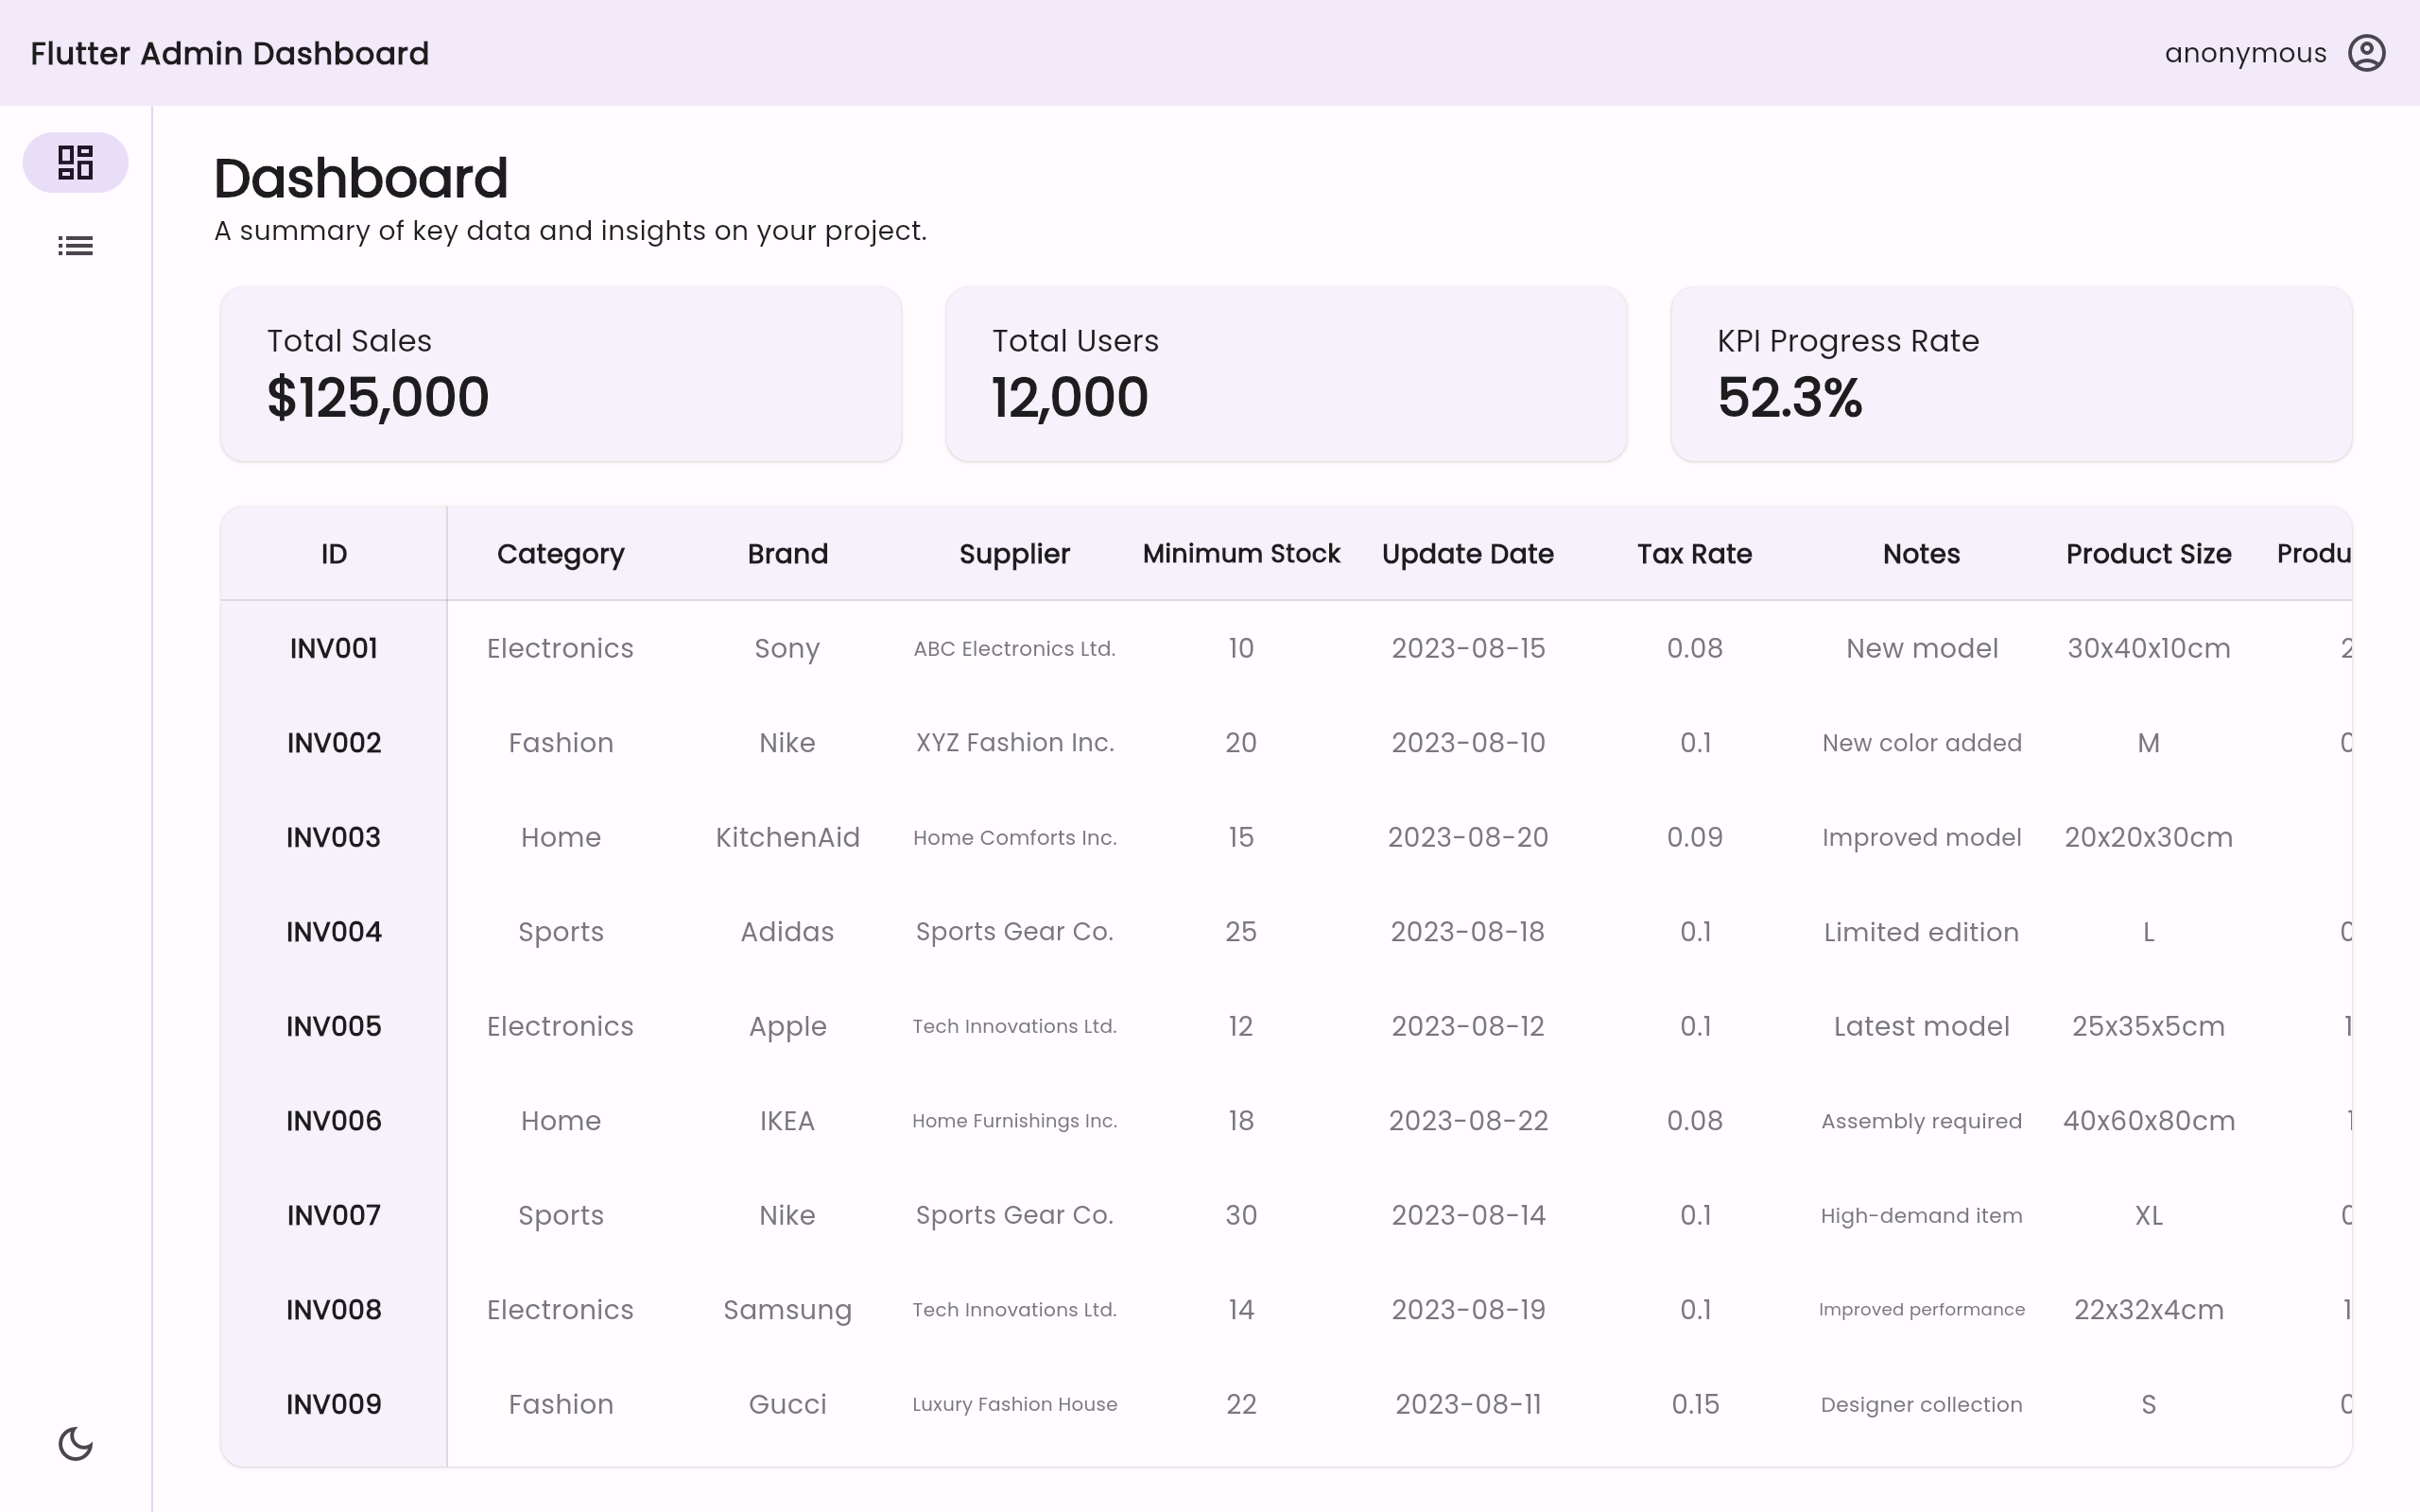 Flutter Admin Dashboard
anonymous
Dashboard
A summary of key data and insights on your project.
Total Sales
$125,000
Total Users
12,000
KPI Progress Rate
52.3%
ID Category Brand Supplier Minimum Stock Update Date Tax Rate Notes Product Size Produ
INV001 Electronics Sony ABC Electronics Ltd. 10 2023-08-15 0.08 New model 30x40x10cm 2
INV002 Fashion Nike XYZ Fashion Inc. 20 2023-08-10 0.1 New color added M 0
INV003 Home KitchenAid Home Comforts Inc. 15 2023-08-20 0.09 Improved model 20x20x30cm
INV004 Sports Adidas Sports Gear Co. 25 2023-08-18 0.1 Limited edition L 0
INV005 Electronics Apple Tech Innovations Ltd. 12 2023-08-12 0.1 Latest model 25x35x5cm 1
INV006 Home IKEA Home Furnishings Inc. 18 2023-08-22 0.08 Assembly required 40x60x80cm 1
INV007 Sports Nike Sports Gear Co. 30 2023-08-14 0.1 High-demand item XL 0
INV008 Electronics Samsung Tech Innovations Ltd. 14 2023-08-19 0.1 Improved performance 22x32x4cm 1
INV009 Fashion Gucci Luxury Fashion House 22 2023-08-11 0.15 Designer collection S 0